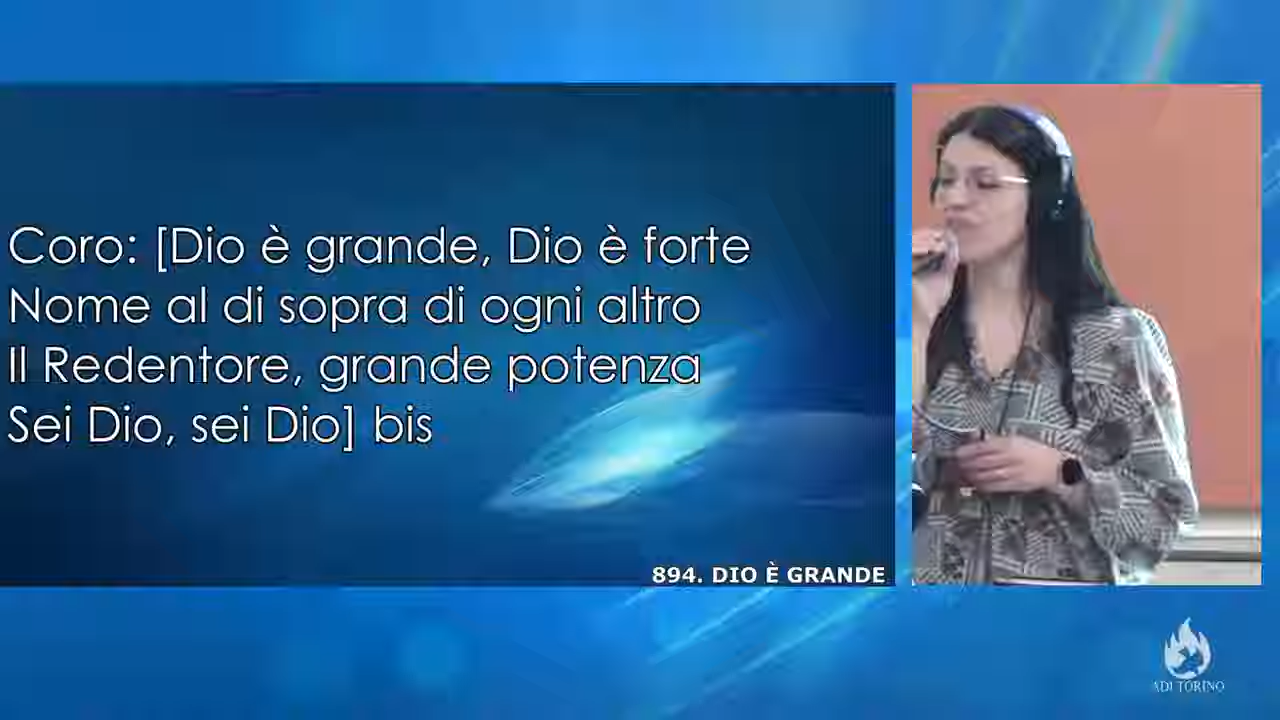 Coro: [Dio è grande, Dio è forte
Nome al di sopra di ogni altro
Il Redentore, grande potenza
Sei Dio, sei Dio] bis
894. DIO È GRANDE
ADI TORINO